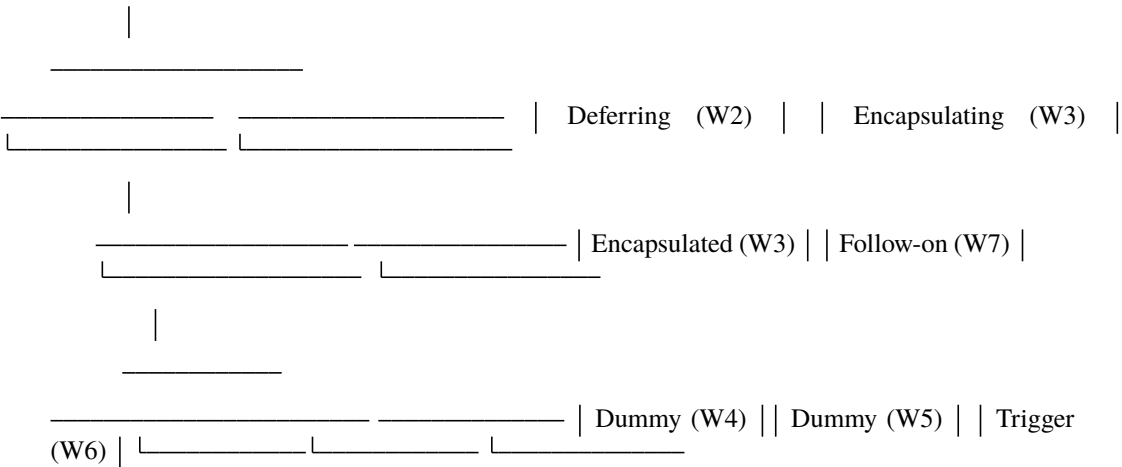 | Deferring (W2) | | Encapsulating (W3) |
| Encapsulated (W3) | | Follow-on (W7) |
| Dummy (W4) || Dummy (W5) | | Trigger
(W6) |